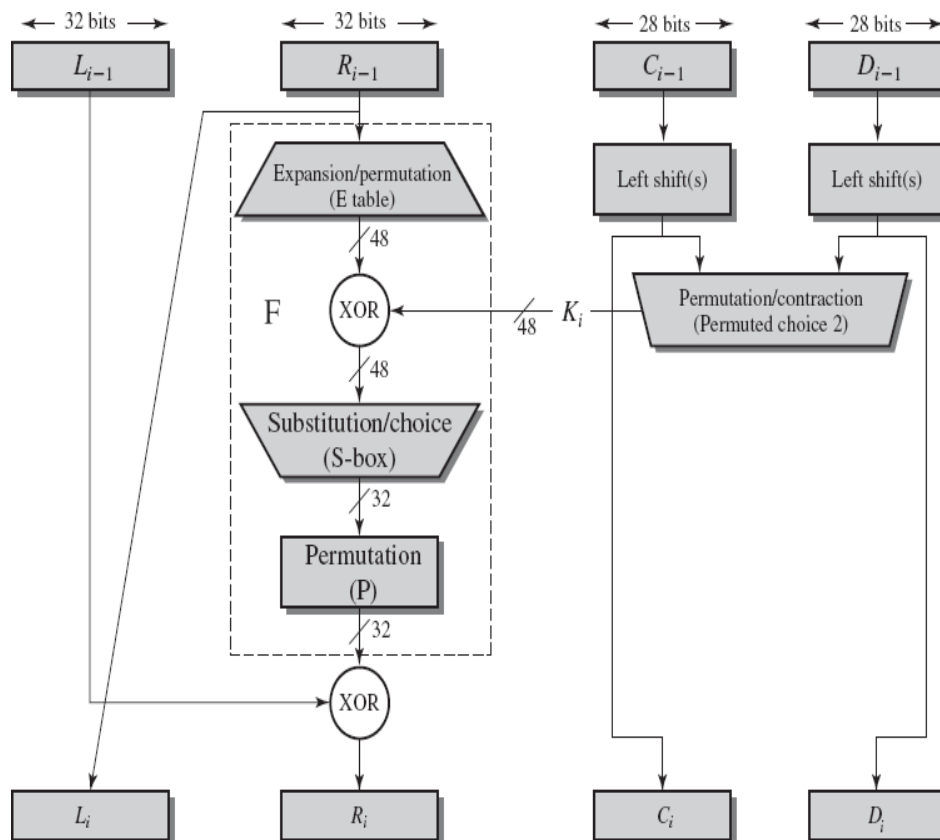 32 bits 32 bits 28 bits 28 bits
L_{i-1} R_{i-1} C_{i-1} D_{i-1}
Expansion/permutation
(E table)
Left shift(s) Left shift(s)
48
F XOR 48 K_i
Permutation/contraction
(Permuted choice 2)
48
Substitution/choice
(S-box)
32
Permutation
(P)
32
XOR
L_i R_i C_i D_i